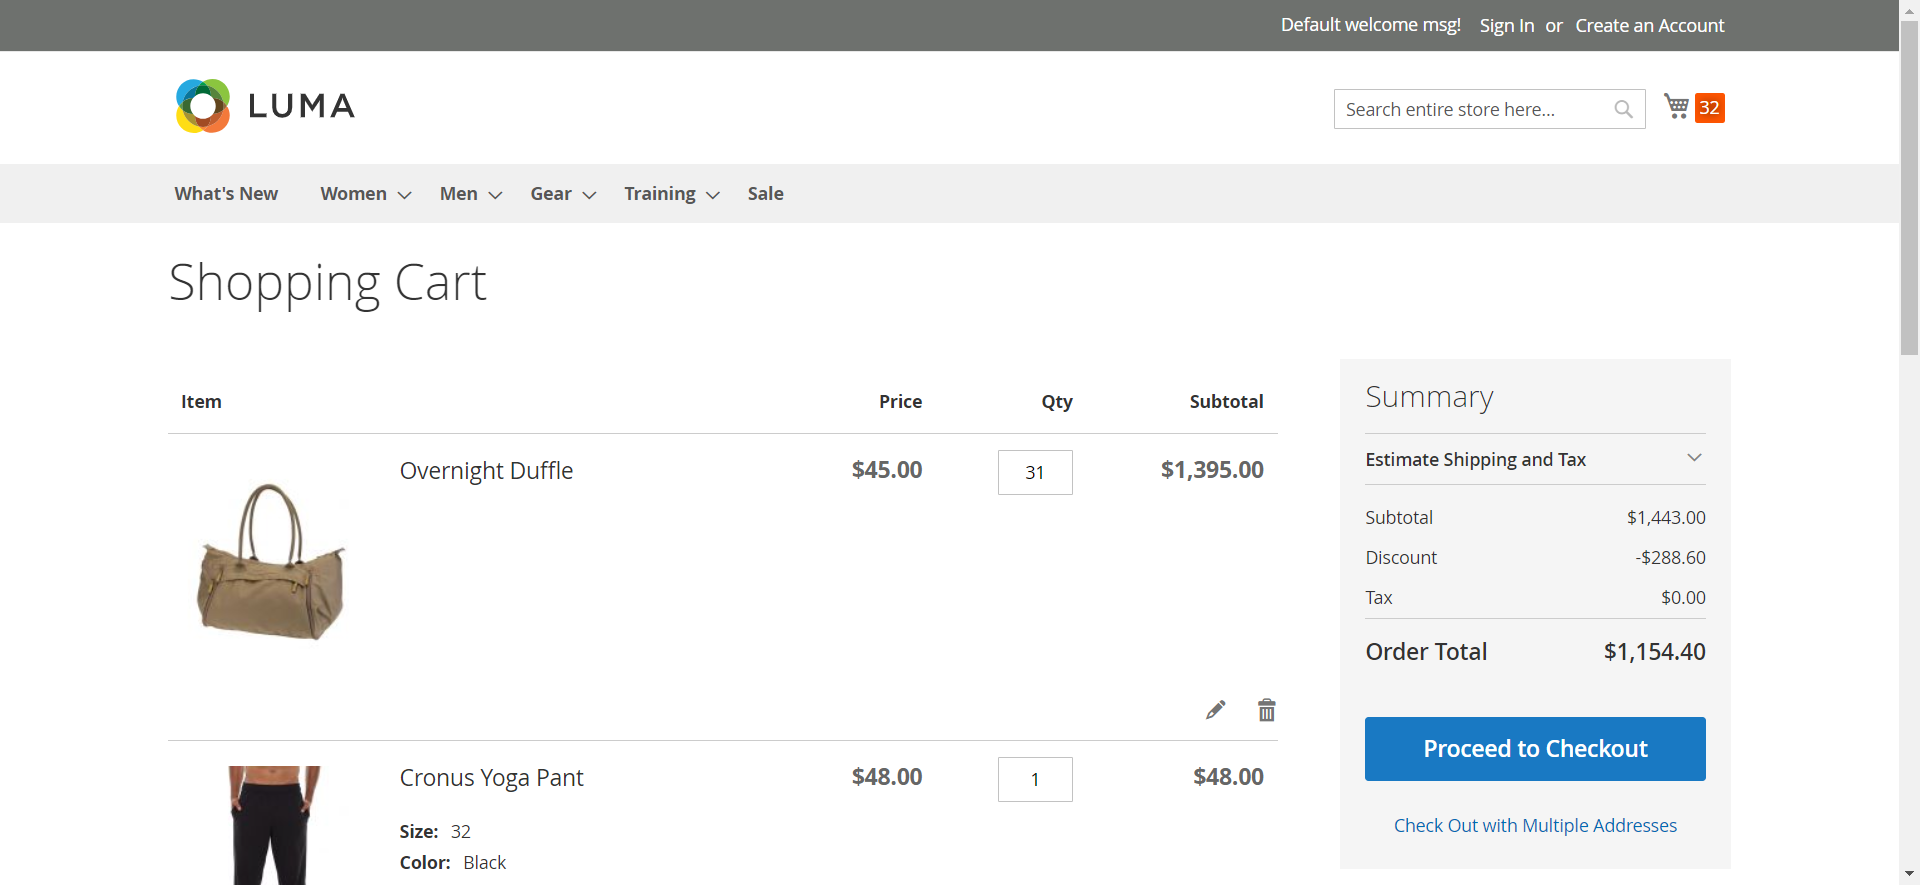 Default welcome msg! Sign In or Create an Account
LUMA
Search entire store here...
32
What's New Women Men Gear Training Sale
Shopping Cart
Item Price Qty Subtotal
Overnight Duffle $45.00 31 $1,395.00
Cronus Yoga Pant $48.00 1 $48.00
Size: 32
Color: Black
Summary
Estimate Shipping and Tax
Subtotal $1,443.00
Discount -$288.60
Tax $0.00
Order Total $1,154.40
Proceed to Checkout
Check Out with Multiple Addresses